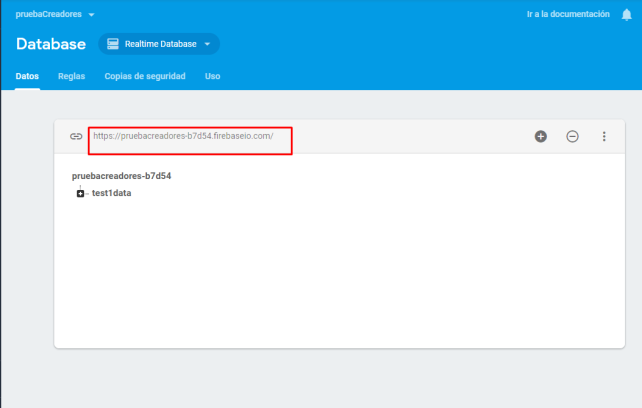 pruebaCreadores
Ir a la documentación
Database
Realtime Database
Datos
Reglas
Copias de seguridad
Uso
https://pruebacreadores-b7d54.firebaseio.com/
pruebacreadores-b7d54
test1data